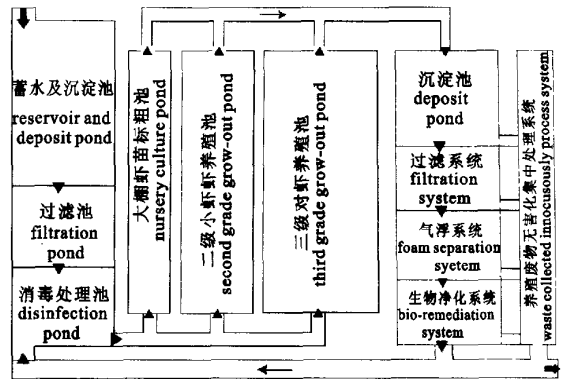 蓄水及沉淀池
reservoir and
deposit pond
过滤池
filtration
pond
消毒处理池
disinfection
pond
大棚虾苗标粗池
nursery culture pond
二级小虾虾养殖池
second grade grow-out pond
三级对虾养殖池
third grade grow-out pond
沉淀池
deposit
pond
过滤系统
filtration
system
气浮系统
foam separation
syetem
生物净化系统
bio-remediation
system
养殖废物无害化集中处理系统
waste collected innocusously process system